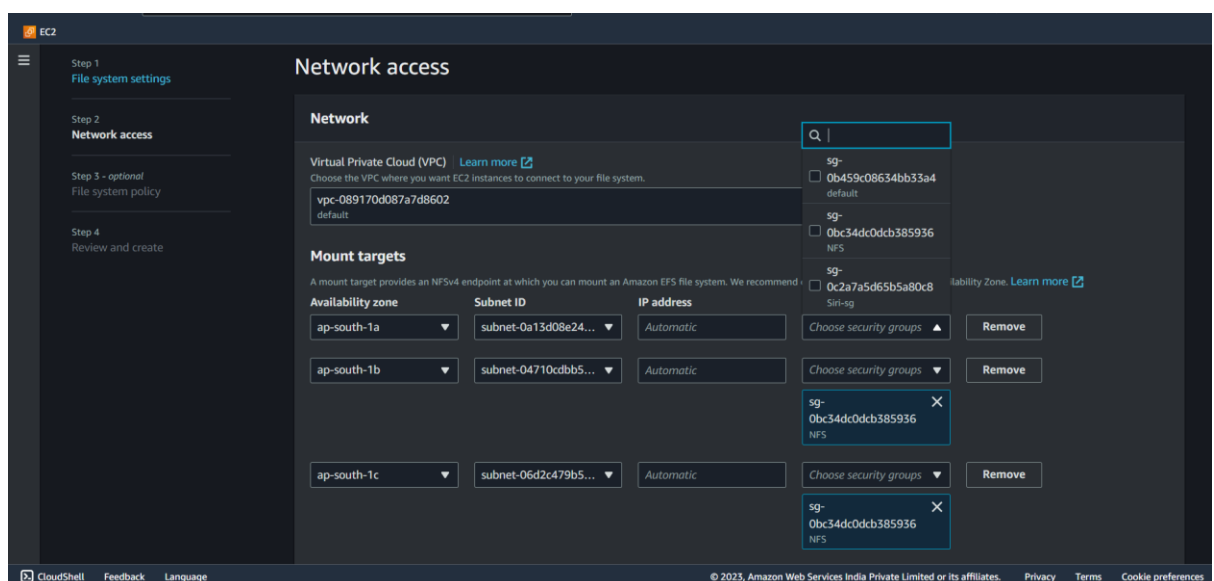 EC2
Step 1
File system settings
Step 2
Network access
Step 3 - optional
File system policy
Step 4
Review and create
Network access
Network
Virtual Private Cloud (VPC) Learn more
Choose the VPC where you want EC2 instances to connect to your file system.
vpc-089170d087a7d8602
default
sg-
0b459c08634bb33a4
default
sg-
0bc34dc0dcb385936
NFS
sg-
0c2a7a5d65b5a80c8
Siri-sg
Mount targets
A mount target provides an NFSv4 endpoint at which you can mount an Amazon EFS file system. We recommend Zone. Learn more
Availability zone Subnet ID IP address
ap-south-1a subnet-0a13d08e24... Automatic Choose security groups Remove
ap-south-1b subnet-04710cdbb5... Automatic Choose security groups Remove
sg-
0bc34dc0dcb385936
NFS
ap-south-1c subnet-06d2c479b5... Automatic Choose security groups Remove
sg-
0bc34dc0dcb385936
NFS
CloudShell Feedback Language © 2023, Amazon Web Services India Private Limited or its affiliates. Privacy Terms Cookie preferences